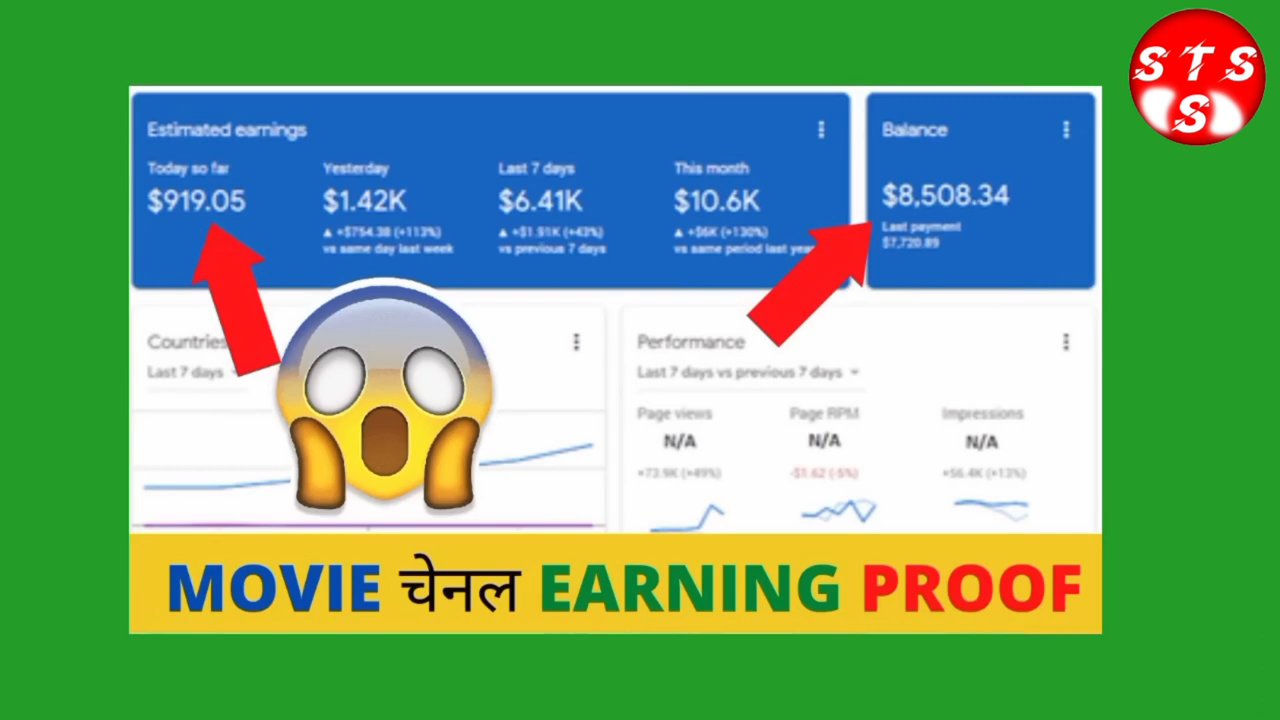 S T S
S
Estimated earnings
Balance
Today so far
Yesterday
Last 7 days
This month
$919.05
$1.42K
$6.41K
$10.6K
$8,508.34
+$754.38 (+113%)
+$1.91K (+43%)
+$6K (+130%)
Last payment
$7,720.89
vs same day last week
vs previous 7 days
vs same period last year
Countries
Performance
Last 7 days
Last 7 days vs previous 7 days
Page views
Page RPM
Impressions
N/A
N/A
N/A
+73.9K (+49%)
-$1.62 (-5%)
+56.4K (+13%)
MOVIE चेनल EARNING PROOF